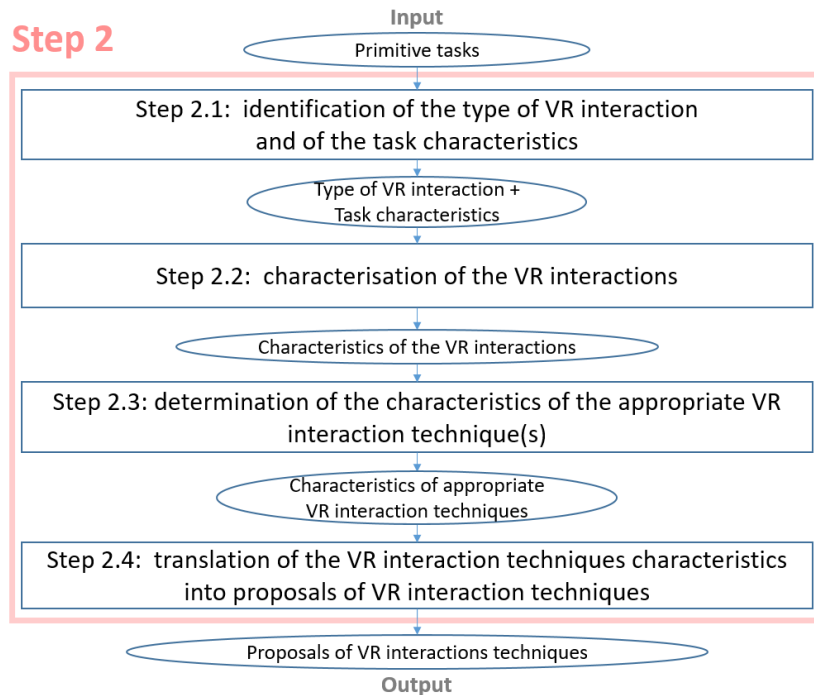 Input
Step 2
Primitive tasks
Step 2.1: identification of the type of VR interaction
and of the task characteristics
Type of VR interaction +
Task characteristics
Step 2.2: characterisation of the VR interactions
Characteristics of the VR interactions
Step 2.3: determination of the characteristics of the appropriate VR
interaction technique(s)
Characteristics of appropriate
VR interaction techniques
Step 2.4: translation of the VR interaction techniques characteristics
into proposals of VR interaction techniques
Proposals of VR interactions techniques
Output